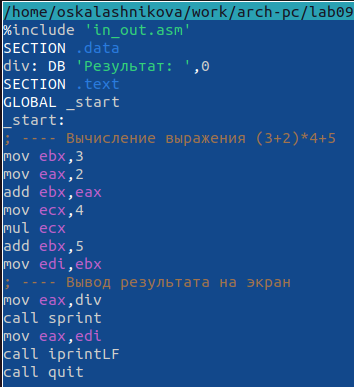 /home/oskalashnikova/work/arch-pc/lab09
%include 'in_out.asm'
SECTION .data
div: DB 'Результат: ',0
SECTION .text
GLOBAL _start
_start:
; ---- Вычисление выражения (3+2)*4+5
mov ebx,3
mov eax,2
add ebx,eax
mov ecx,4
mul ecx
add ebx,5
mov edi,ebx
; ---- Вывод результата на экран
mov eax,div
call sprint
mov eax,edi
call iprintLF
call quit